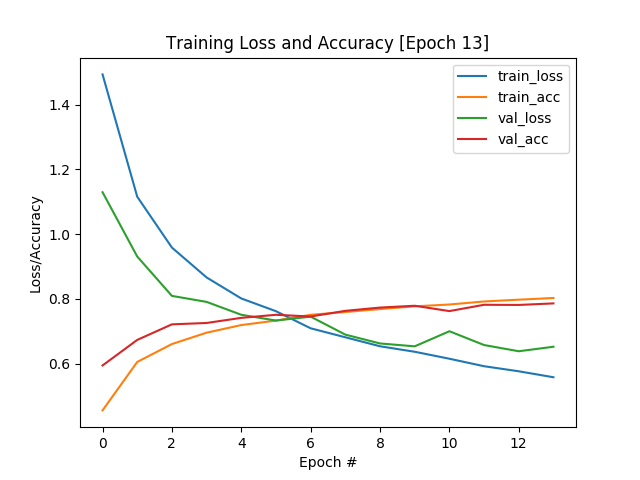 Training Loss and Accuracy [Epoch 13]
train_loss
train_acc
val_loss
val_acc
1.4
1.2
1.0
0.8
0.6
Loss/Accuracy
0 2 4 6 8 10 12
Epoch #